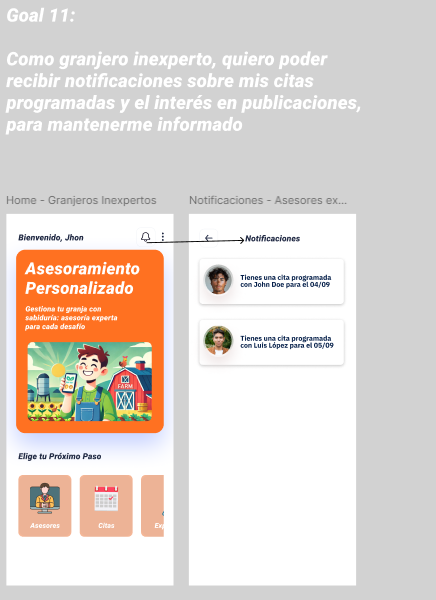 Goal 11:
Como granjero inexperto, quiero poder
recibir notificaciones sobre mis citas
programadas y el interés en publicaciones,
para mantenerme informado
Home - Granjeros Inexpertos
Notificaciones - Asesores ex...
Bienvenido, Jhon
Notificaciones
Asesoramiento
Personalizado
Gestiona tu granja con
sabiduría: asesoría experta
para cada desafío
FARM
Tienes una cita programada
con John Doe para el 04/09
Tienes una cita programada
con Luis López para el 05/09
Elige tu Próximo Paso
Asesores
Citas
Exp